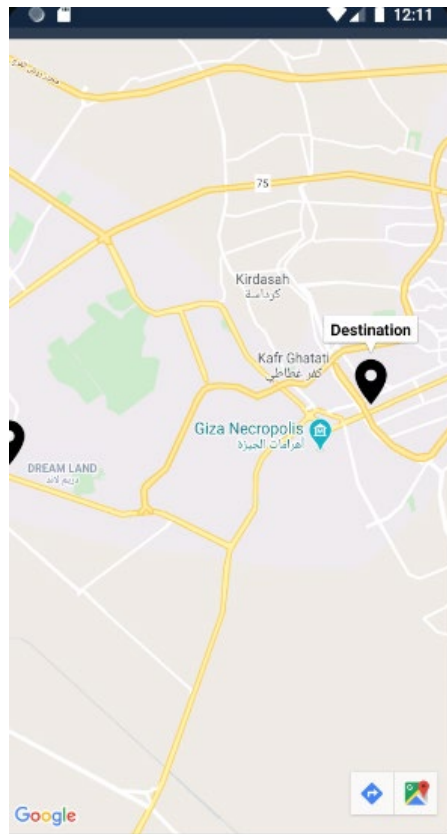 12:11
75
Kirdasah
كرداسة
Destination
Kafr Ghatati
كفر غطاطي
Giza Necropolis
أهرامات الجيزة
DREAM LAND
دريم لاند
Google